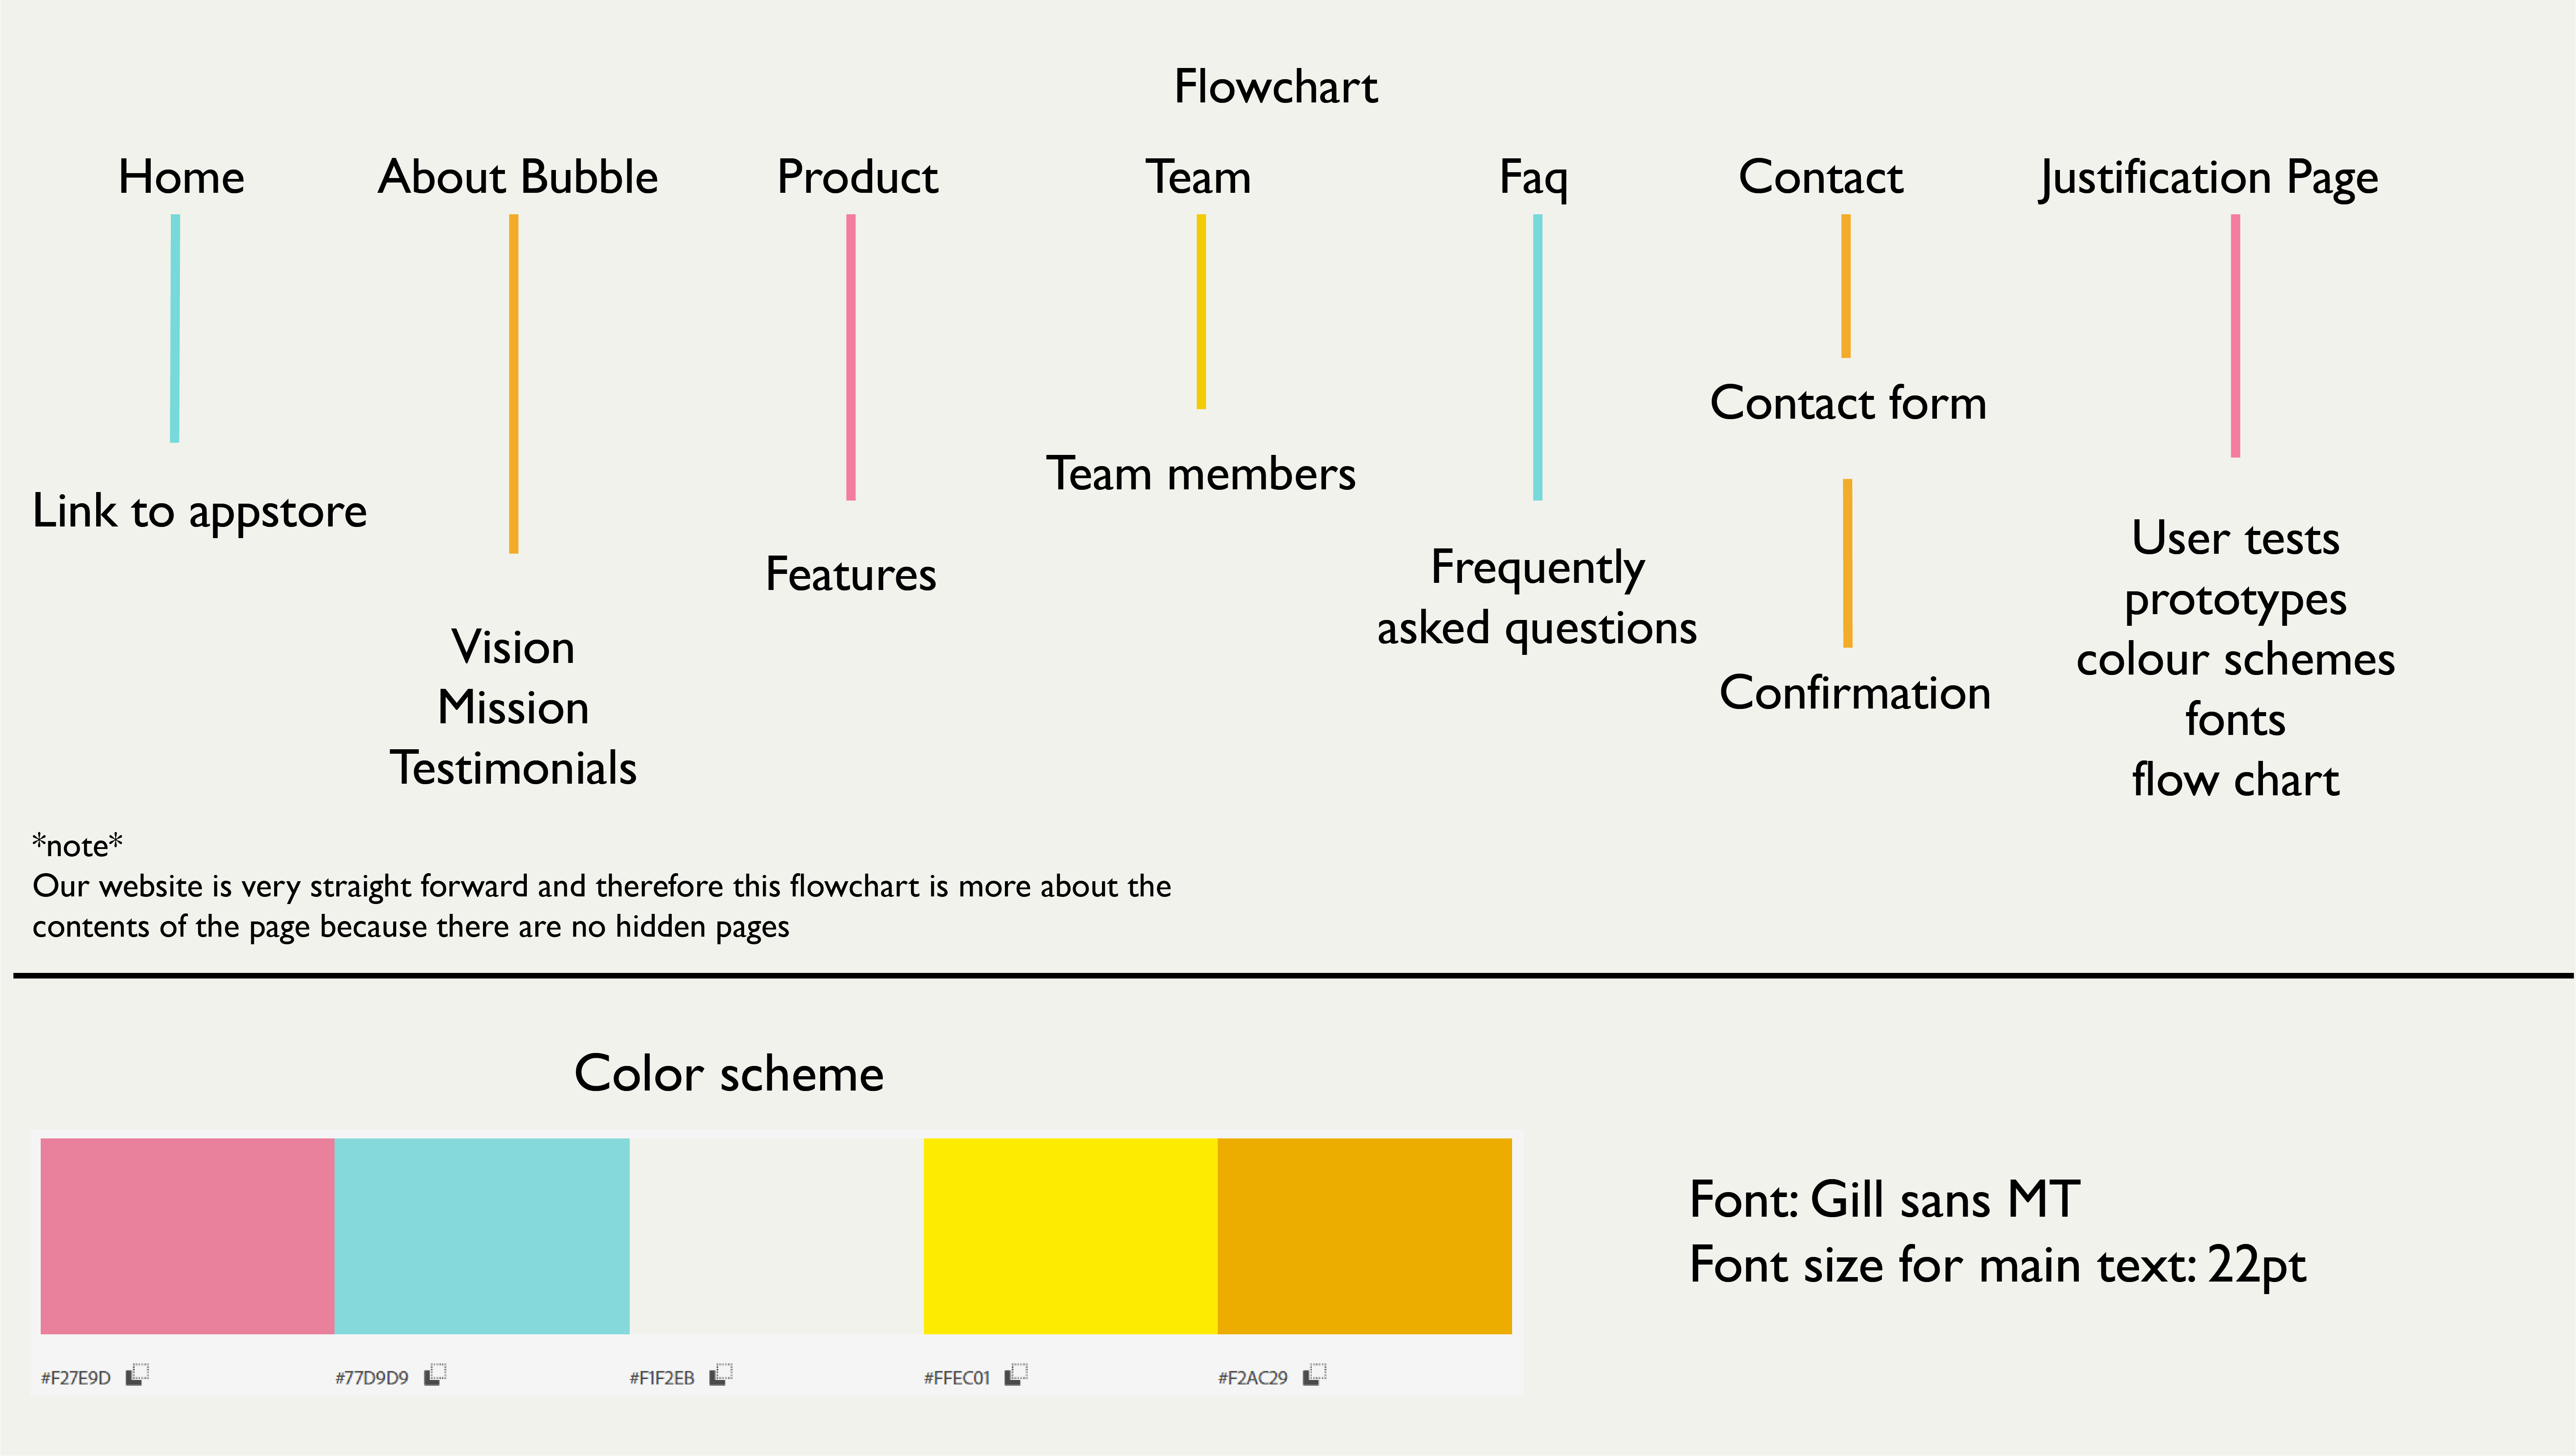 Flowchart
Home
About Bubble
Product
Team
Faq
Contact
Justification Page
Link to appstore
Vision
Mission
Testimonials
Features
Team members
Frequently
asked questions
Contact form
Confirmation
User tests
prototypes
colour schemes
fonts
flow chart
*note*
Our website is very straight forward and therefore this flowchart is more about the
contents of the page because there are no hidden pages
Color scheme
#F27E9D
#77D9D9
#F1F2EB
#FFEC01
#F2AC29
Font: Gill sans MT
Font size for main text: 22pt